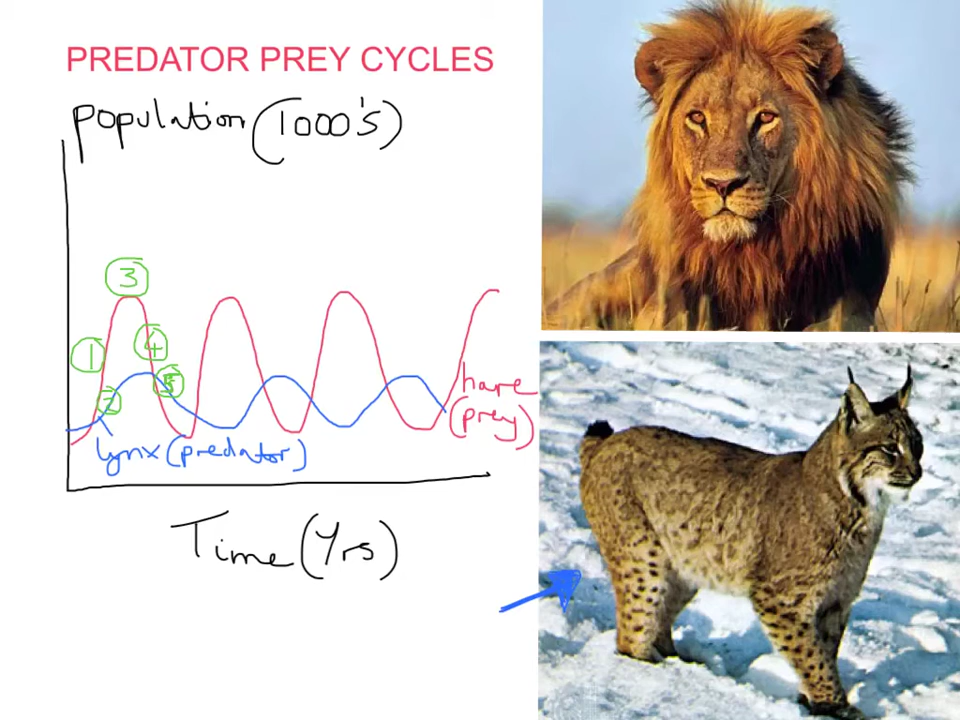 PREDATOR PREY CYCLES
population (1000's)
3
1
4
5
2
hare
(prey)
lynx (predator)
Time (Yrs)